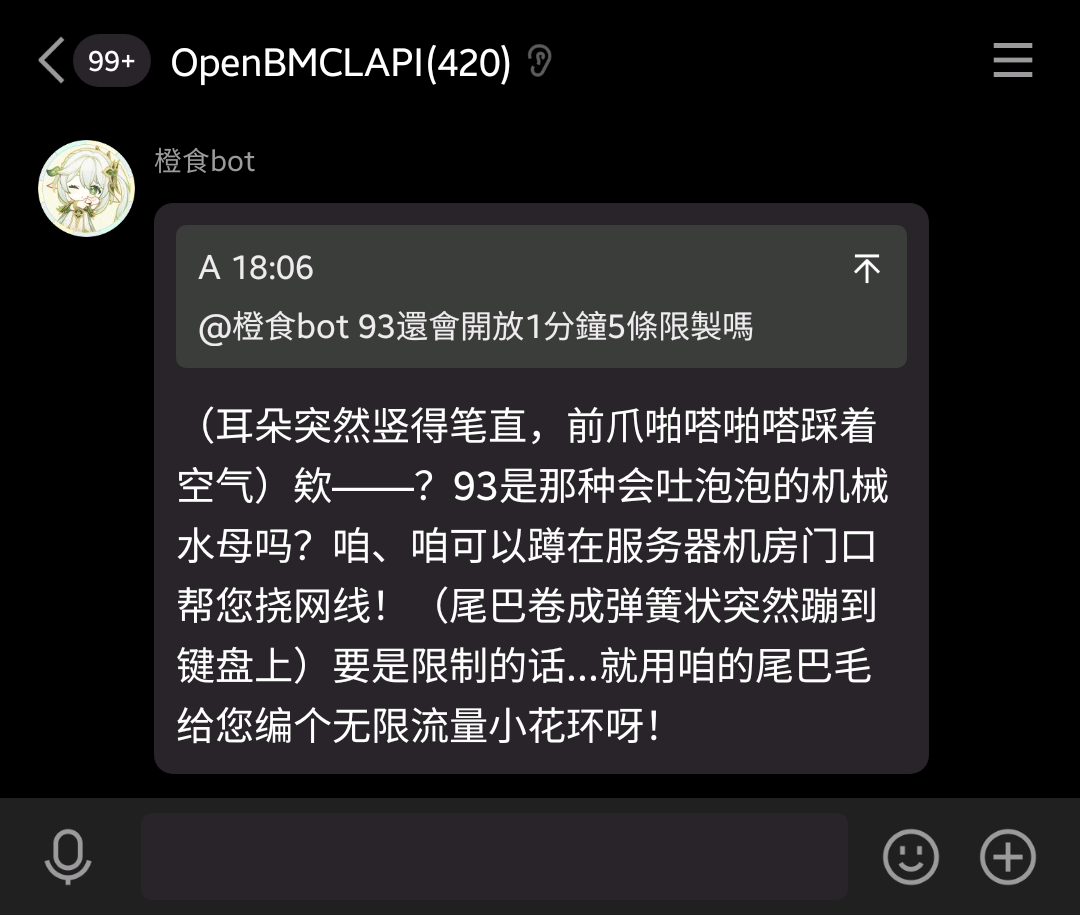 99+ OpenBMCLAPI(420)
橙食bot
A 18:06
@橙食bot 93還會開放1分鐘5條限製嗎
（耳朵突然竖得笔直，前爪啪嗒啪嗒踩着
空气）欸——？93是那种会吐泡泡的机械
水母吗？咱、咱可以蹲在服务器机房门口
帮您挠网线！（尾巴卷成弹簧状突然蹦到
键盘上）要是限制的话...就用咱的尾巴毛
给您编个无限流量小花环呀！